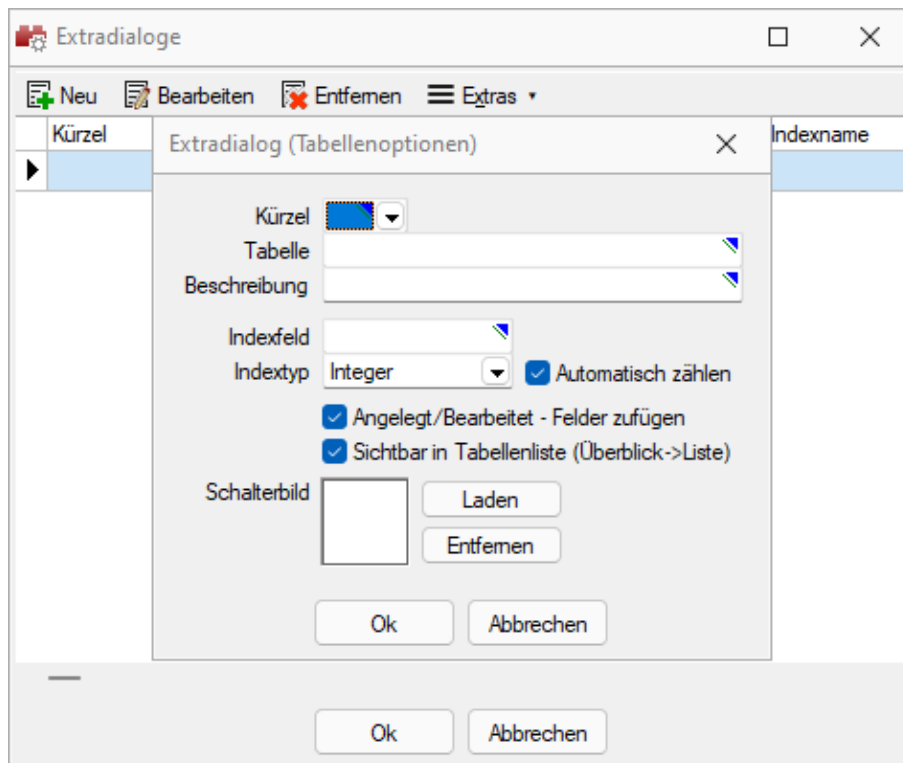 Extradialoge
Neu Bearbeiten Entfernen Extras
Kürzel Indexname
Extradialog (Tabellenoptionen)
Kürzel
Tabelle
Beschreibung
Indexfeld
Indextyp Integer Automatisch zählen
Angelegt/Bearbeitet - Felder zufügen
Sichtbar in Tabellenliste (Überblick->Liste)
Schalterbild Laden
Entfernen
Ok Abbrechen
Ok Abbrechen